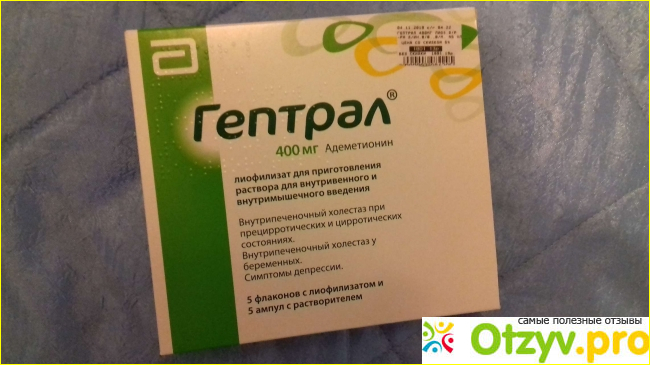 Гептрал®
400 мг Адеметионин
лиофилизат для приготовления
раствора для внутривенного и
внутримышечного введения
Внутрипеченочный холестаз при
прецирротических и цирротических
состояниях.
Внутрипеченочный холестаз у
беременных.
Симптомы депрессии.
5 флаконов с лиофилизатом и
5 ампул с растворителем
самые полезные отзывы
Otzyv.pro